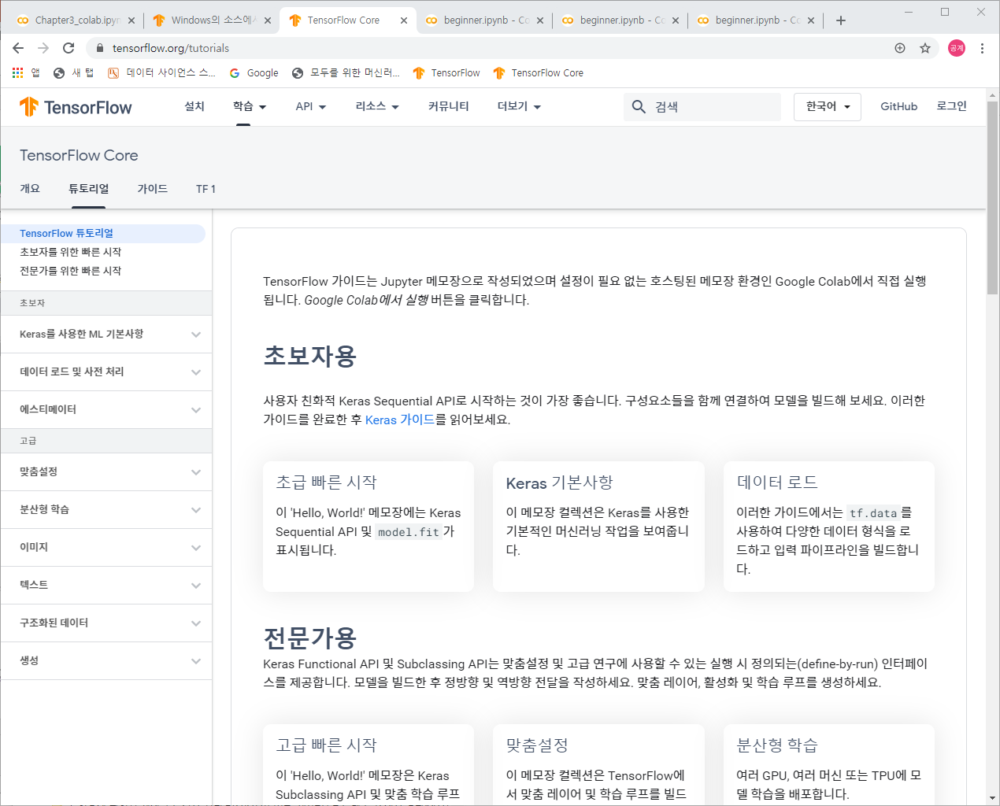 Chapter3_colab.ipyn
Windows의 소스에서
TensorFlow Core
beginner.ipynb - Co
beginner.ipynb - Co
beginner.ipynb - Co
tensorflow.org/tutorials
공계
앱
새 탭
데이터 사이언스 스...
Google
모두를 위한 머신러...
TensorFlow
TensorFlow Core
TensorFlow
설치
학습
API
리소스
커뮤니티
더보기
검색
한국어
GitHub
로그인
TensorFlow Core
개요
튜토리얼
가이드
TF 1
TensorFlow 튜토리얼
초보자를 위한 빠른 시작
전문가를 위한 빠른 시작
초보자
Keras를 사용한 ML 기본사항
데이터 로드 및 사전 처리
에스티메이터
고급
맞춤설정
분산형 학습
이미지
텍스트
구조화된 데이터
생성
TensorFlow 가이드는 Jupyter 메모장으로 작성되었으며 설정이 필요 없는 호스팅된 메모장 환경인 Google Colab에서 직접 실행
됩니다. Google Colab에서 실행 버튼을 클릭합니다.
초보자용
사용자 친화적 Keras Sequential API로 시작하는 것이 가장 좋습니다. 구성요소들을 함께 연결하여 모델을 빌드해 보세요. 이러한
가이드를 완료한 후 Keras 가이드를 읽어보세요.
초급 빠른 시작
이 'Hello, World!' 메모장에는 Keras
Sequential API 및 model.fit 가
표시됩니다.
Keras 기본사항
이 메모장 컬렉션은 Keras를 사용한
기본적인 머신러닝 작업을 보여줍니
다.
데이터 로드
이러한 가이드에서는 tf.data 를
사용하여 다양한 데이터 형식을 로
드하고 입력 파이프라인을 빌드합니
다.
전문가용
Keras Functional API 및 Subclassing API는 맞춤설정 및 고급 연구에 사용할 수 있는 실행 시 정의되는(define-by-run) 인터페이
스를 제공합니다. 모델을 빌드한 후 정방향 및 역방향 전달을 작성하세요. 맞춤 레이어, 활성화 및 학습 루프를 생성하세요.
고급 빠른 시작
이 'Hello, World!' 메모장은 Keras
Subclassing API 및 맞춤 학습 루프
맞춤설정
이 메모장 컬렉션은 TensorFlow에
서 맞춤 레이어 및 학습 루프를 빌드
분산형 학습
여러 GPU, 여러 머신 또는 TPU에 모
델 학습을 배포합니다.